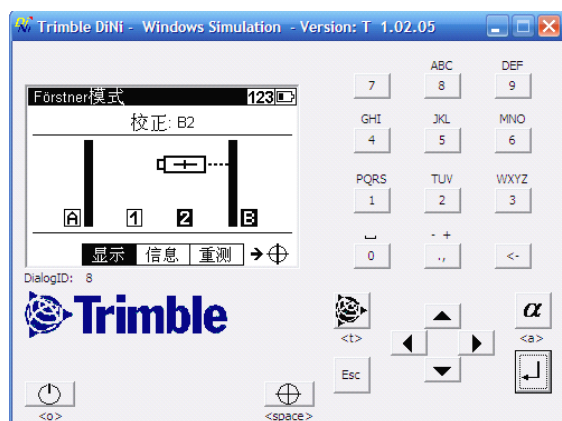 Trimble DiNi - Windows Simulation - Version: T 1.02.05
Förstner模式 123
校正: B2
A 1 2 B
显示 信息 重测
DialogID: 8
Trimble
ABC DEF
7 8 9
GHI JKL MNO
4 5 6
PQRS TUV WXYZ
1 2 3
- +
0 ., <-
<t> α <a>
Esc
<o> <space>